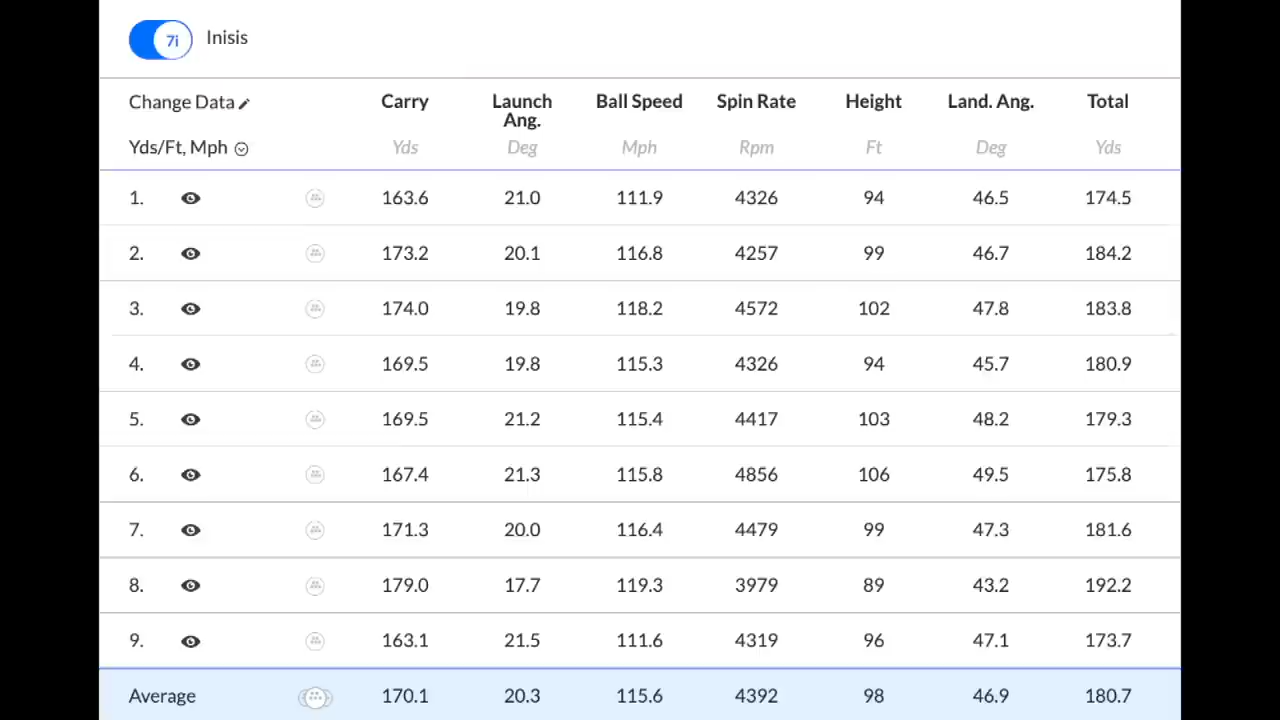 7i Inisis
Change Data Carry Launch Ang. Ball Speed Spin Rate Height Land. Ang. Total
Yds/Ft, Mph Yds Deg Mph Rpm Ft Deg Yds
1. 163.6 21.0 111.9 4326 94 46.5 174.5
2. 173.2 20.1 116.8 4257 99 46.7 184.2
3. 174.0 19.8 118.2 4572 102 47.8 183.8
4. 169.5 19.8 115.3 4326 94 45.7 180.9
5. 169.5 21.2 115.4 4417 103 48.2 179.3
6. 167.4 21.3 115.8 4856 106 49.5 175.8
7. 171.3 20.0 116.4 4479 99 47.3 181.6
8. 179.0 17.7 119.3 3979 89 43.2 192.2
9. 163.1 21.5 111.6 4319 96 47.1 173.7
Average 170.1 20.3 115.6 4392 98 46.9 180.7